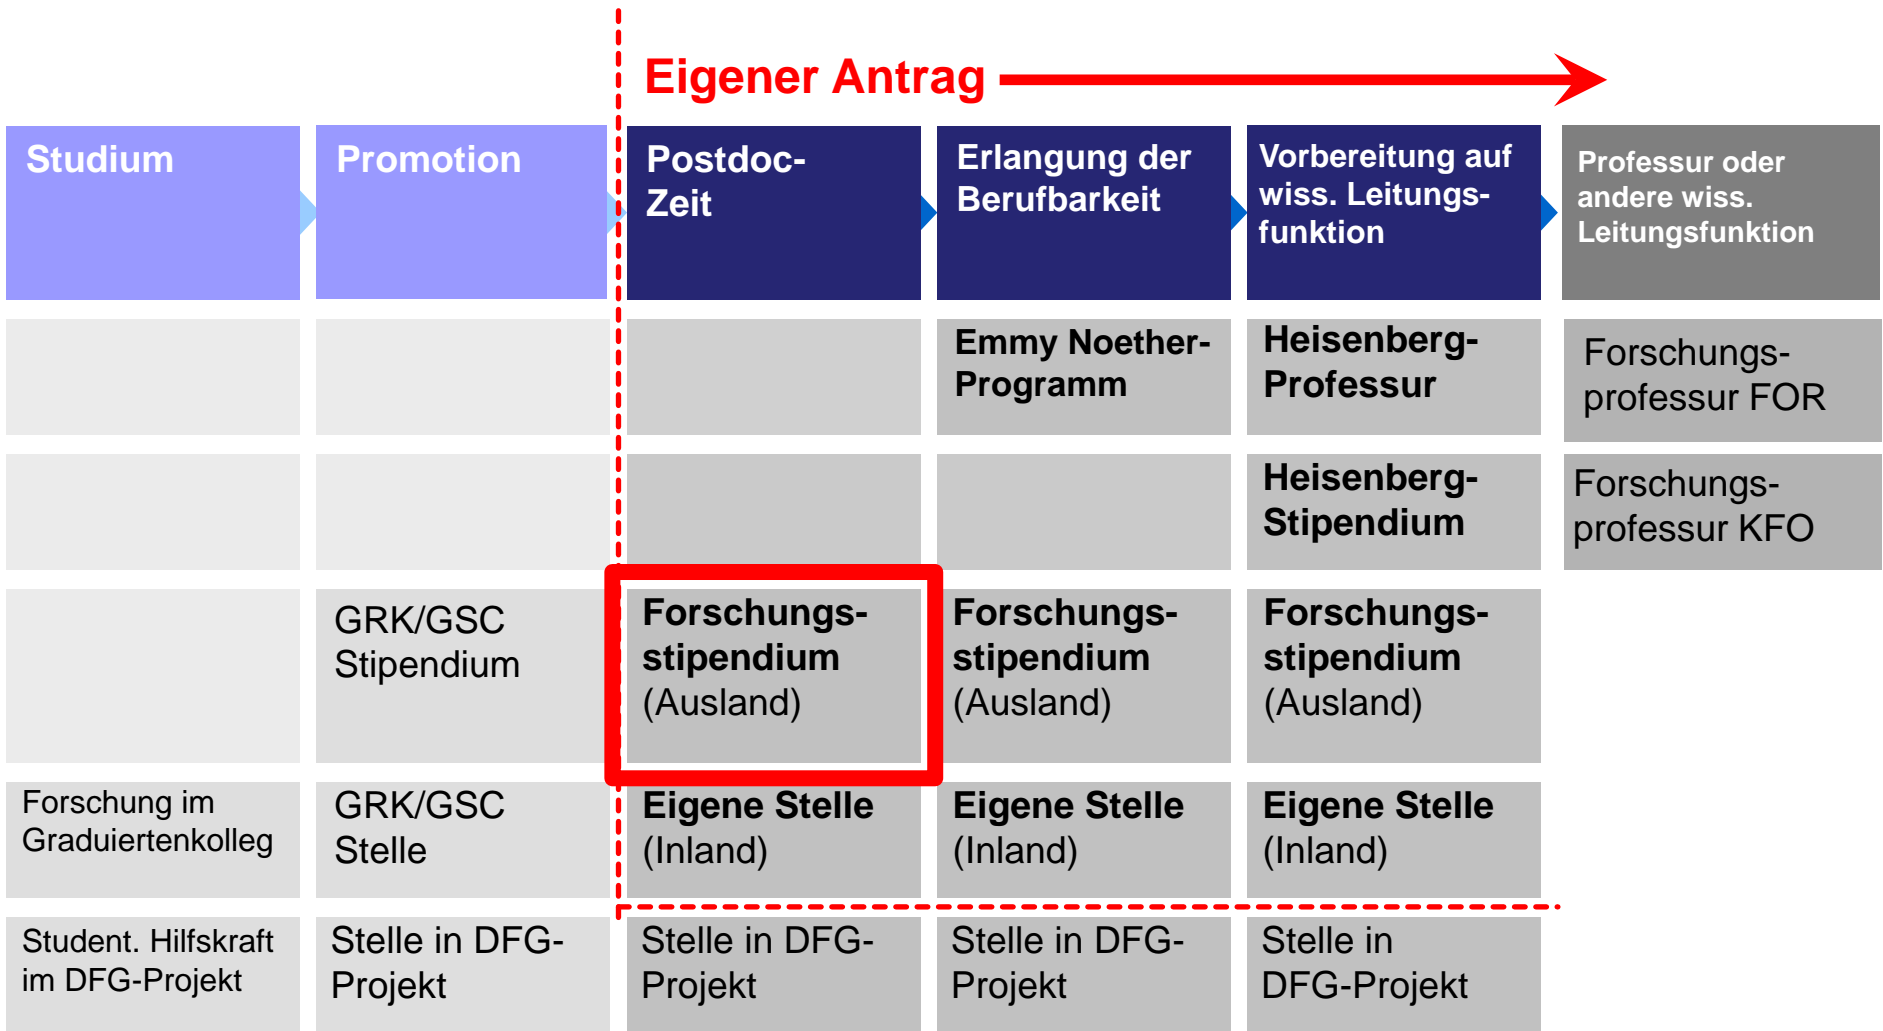 Eigener Antrag
Studium
Promotion
Postdoc-
Zeit
Erlangung der
Berufbarkeit
Vorbereitung auf
wiss. Leitungs-
funktion
Professur oder
andere wiss.
Leitungsfunktion
Emmy Noether-
Programm
Heisenberg-
Professur
Forschungs-
professur FOR
Heisenberg-
Stipendium
Forschungs-
professur KFO
GRK/GSC
Stipendium
Forschungs-
stipendium
(Ausland)
Forschungs-
stipendium
(Ausland)
Forschungs-
stipendium
(Ausland)
Forschung im
Graduiertenkolleg
GRK/GSC
Stelle
Eigene Stelle
(Inland)
Eigene Stelle
(Inland)
Eigene Stelle
(Inland)
Student. Hilfskraft
im DFG-Projekt
Stelle in DFG-
Projekt
Stelle in DFG-
Projekt
Stelle in DFG-
Projekt
Stelle in
DFG-Projekt